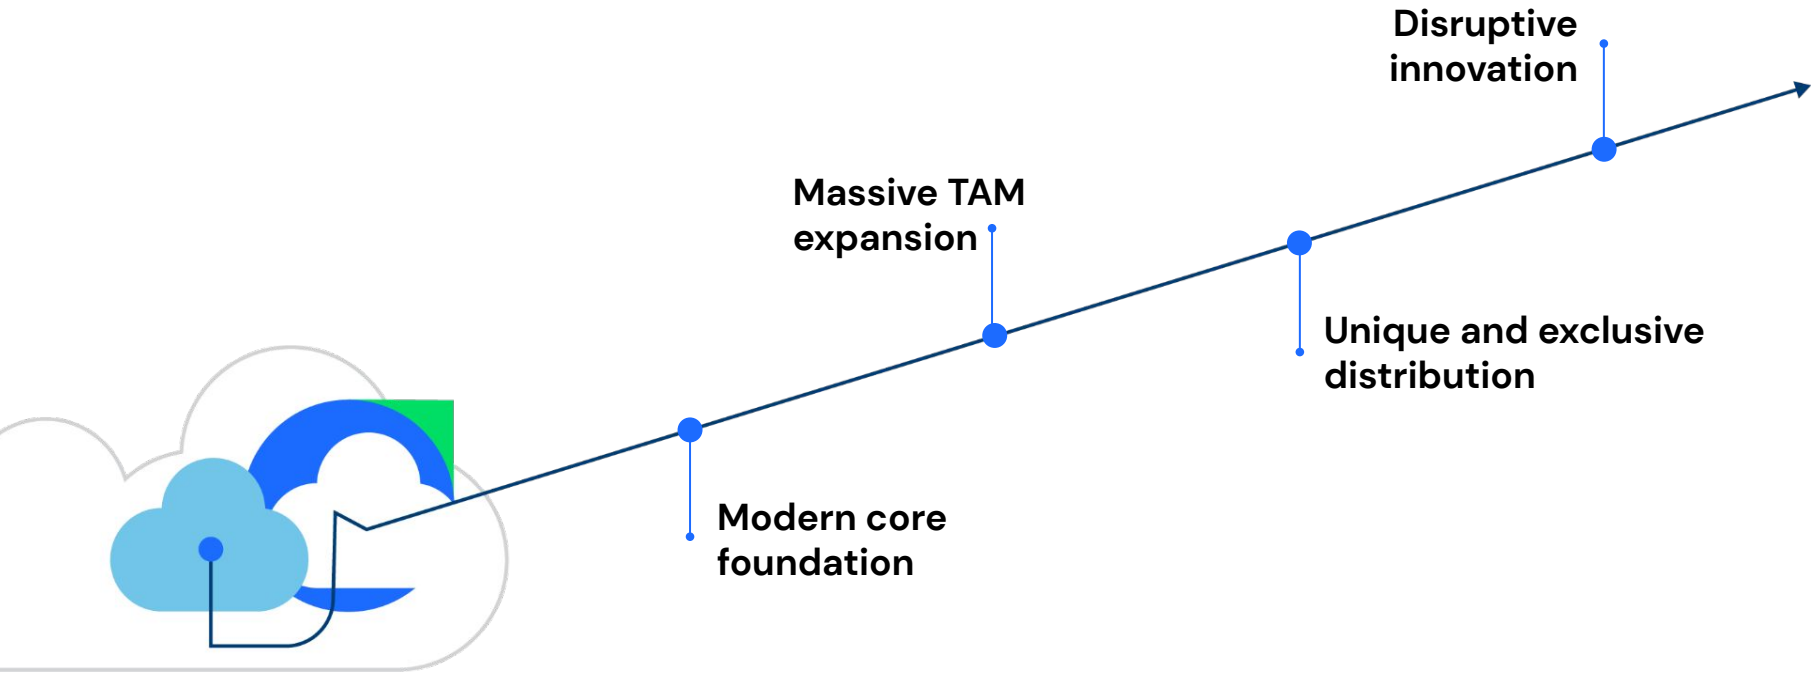 Disruptive
innovation
Massive TAM
expansion
Unique and exclusive
distribution
Modern core
foundation